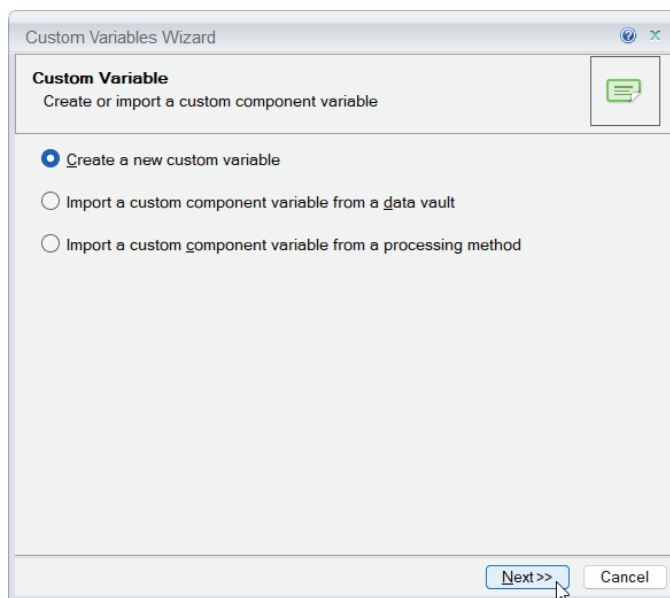 Custom Variables Wizard
Custom Variable
Create or import a custom component variable
Create a new custom variable
Import a custom component variable from a data vault
Import a custom component variable from a processing method
Next>> Cancel